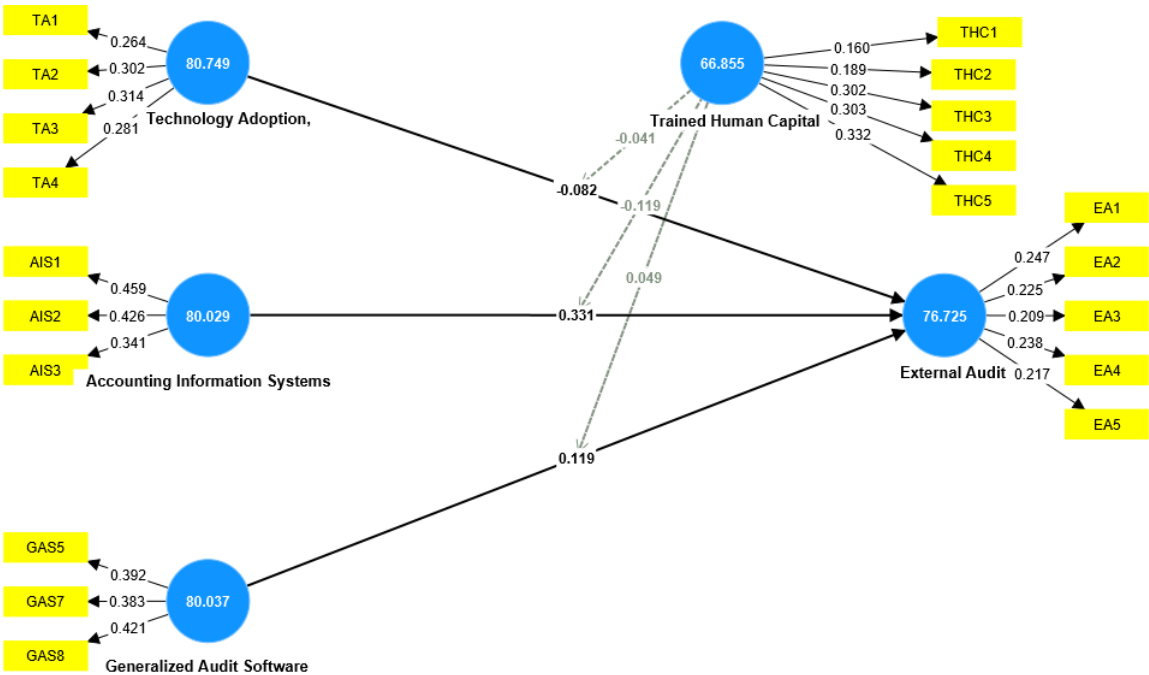 TA1
TA2
TA3
TA4
0.264
0.302
0.314
0.281
80.749
Technology Adoption,
66.855
Trained Human Capital
0.160
0.189
0.302
0.303
0.332
THC1
THC2
THC3
THC4
THC5
-0.041
-0.082
-0.119
0.049
AIS1
AIS2
AIS3
0.459
0.426
0.341
80.029
Accounting Information Systems
0.331
76.725
External Audit
0.247
0.225
0.209
0.238
0.217
EA1
EA2
EA3
EA4
EA5
0.119
GAS5
GAS7
GAS8
0.392
0.383
0.421
80.037
Generalized Audit Software